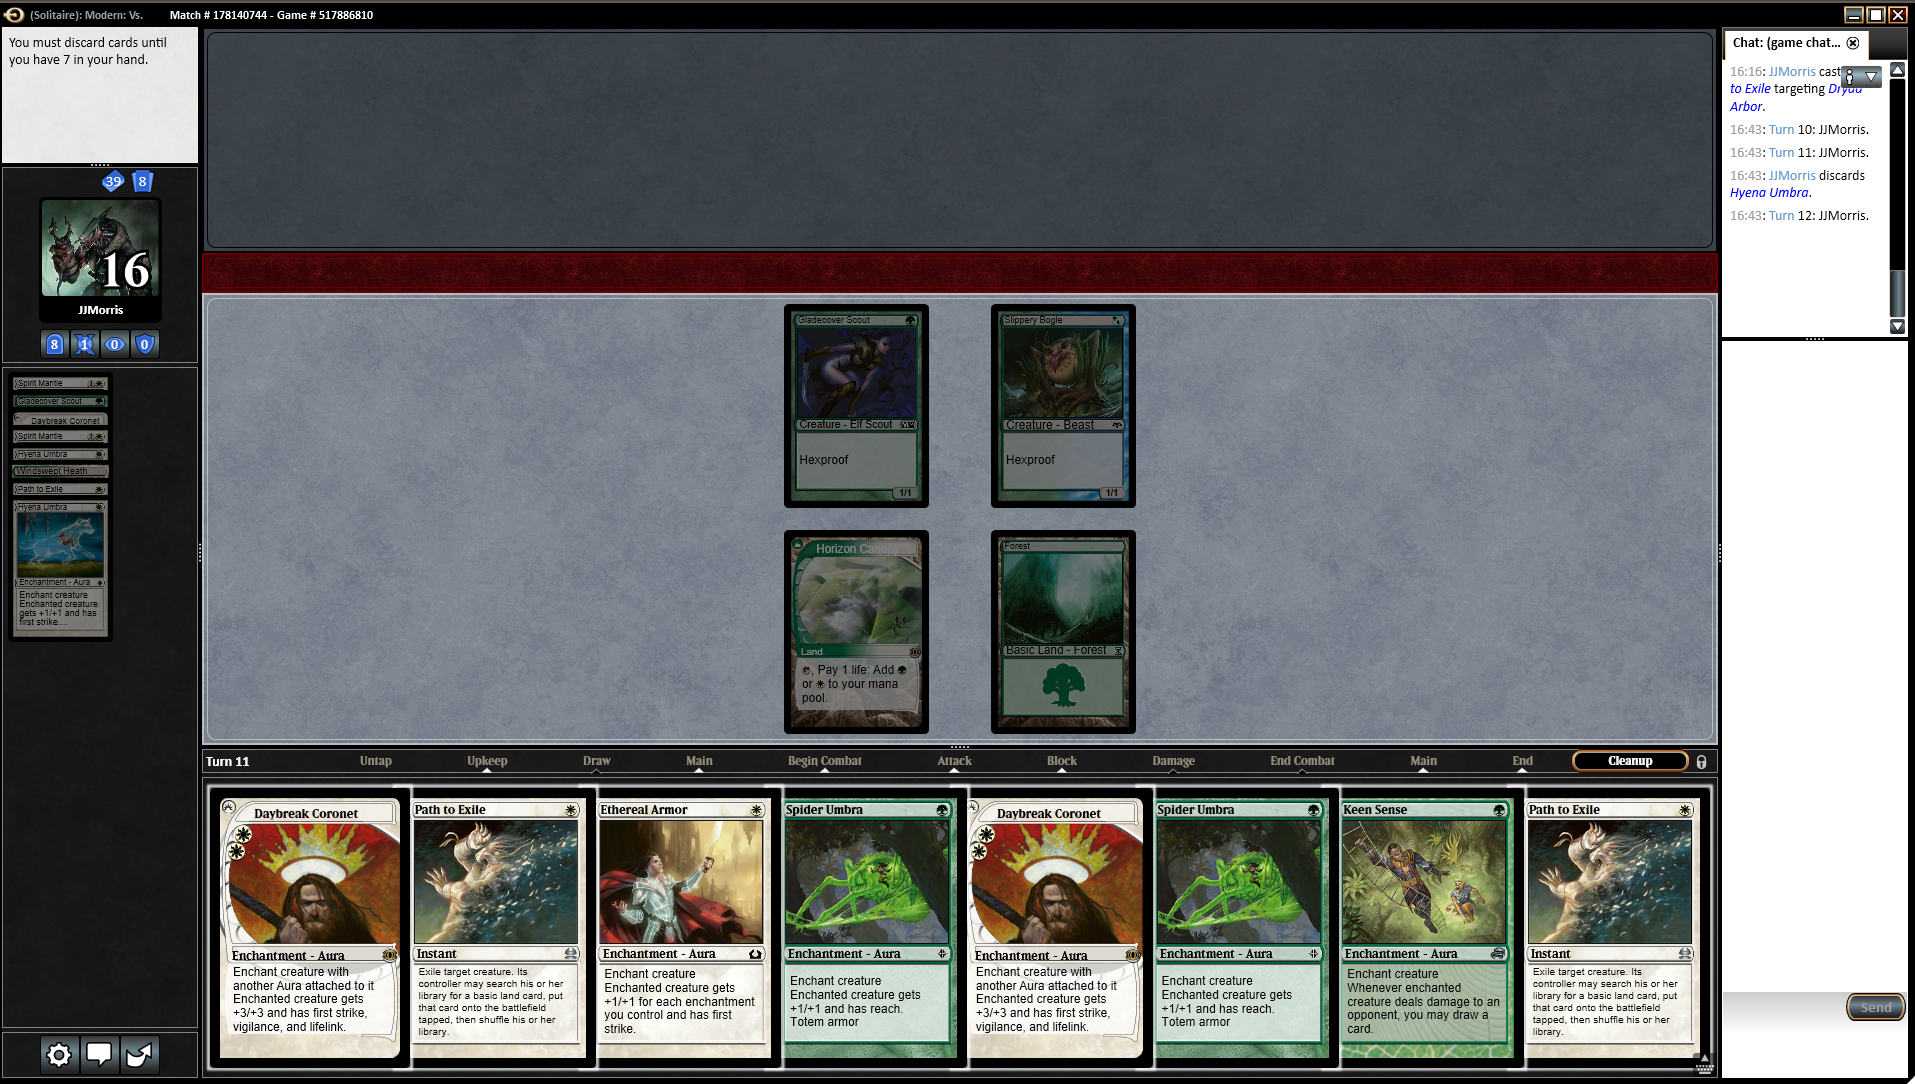 (Solitaire): Modern: Vs.
Match # 178140744 - Game # 517886810
You must discard cards until
you have 7 in your hand.
39
8
16
JJMorris
8
1
0
0
Spirit Mantle
Gladecover Scout
Daybreak Coronet
Spirit Mantle
Hyena Umbra
Windswept Heath
Path to Exile
Hyena Umbra
Enchantment - Aura
Enchant creature
Enchanted creature
gets +1/+1 and has
first strike....
Gladecover Scout
Creature - Elf Scout
Hexproof
1/1
Slippery Bogle
Creature - Beast
Hexproof
1/1
Horizon
Land
, Pay 1 life: Add
or to your mana
pool.
Forest
Basic Land - Forest
Turn 11
Untap
Upkeep
Draw
Main
Begin Combat
Attack
Block
Damage
End Combat
Main
End
Cleanup
Daybreak Coronet
Enchantment - Aura
Enchant creature with
another Aura attached to it
Enchanted creature gets
+3/+3 and has first strike,
vigilance, and lifelink.
Path to Exile
Instant
Exile target creature. Its
controller may search his or her
library for a basic land card, put
that card onto the battlefield
tapped, then shuffle his or her
library.
Ethereal Armor
Enchantment - Aura
Enchant creature
Enchanted creature gets
+1/+1 for each enchantment
you control and has first
strike.
Spider Umbra
Enchantment - Aura
Enchant creature
Enchanted creature gets
+1/+1 and has reach.
Totem armor
Daybreak Coronet
Enchantment - Aura
Enchant creature with
another Aura attached to it
Enchanted creature gets
+3/+3 and has first strike,
vigilance, and lifelink.
Spider Umbra
Enchantment - Aura
Enchant creature
Enchanted creature gets
+1/+1 and has reach.
Totem armor
Keen Sense
Enchantment - Aura
Enchant creature
Whenever enchanted
creature deals damage to an
opponent, you may draw a
card.
Path to Exile
Instant
Exile target creature. Its
controller may search his or her
library for a basic land card, put
that card onto the battlefield
tapped, then shuffle his or her
library.
Chat: (game chat...
16:16: JJMorris cast
to Exile targeting Dryad
Arbor.
16:43: Turn 10: JJMorris.
16:43: Turn 11: JJMorris.
16:43: JJMorris discards
Hyena Umbra.
16:43: Turn 12: JJMorris.
Send